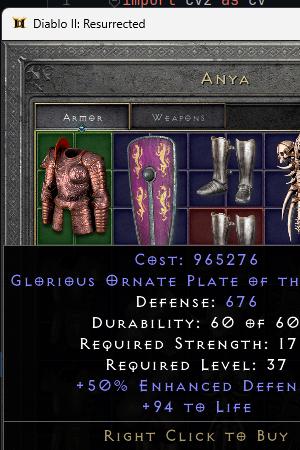 import cv2 as cv
Diablo II: Resurrected
Anya
Armor
Weapons
Cost: 965276
Glorious Ornate Plate of th
Defense: 676
Durability: 60 of 60
Required Strength: 17
Required Level: 37
+50% Enhanced Defen
+94 to Life
Right Click to Buy